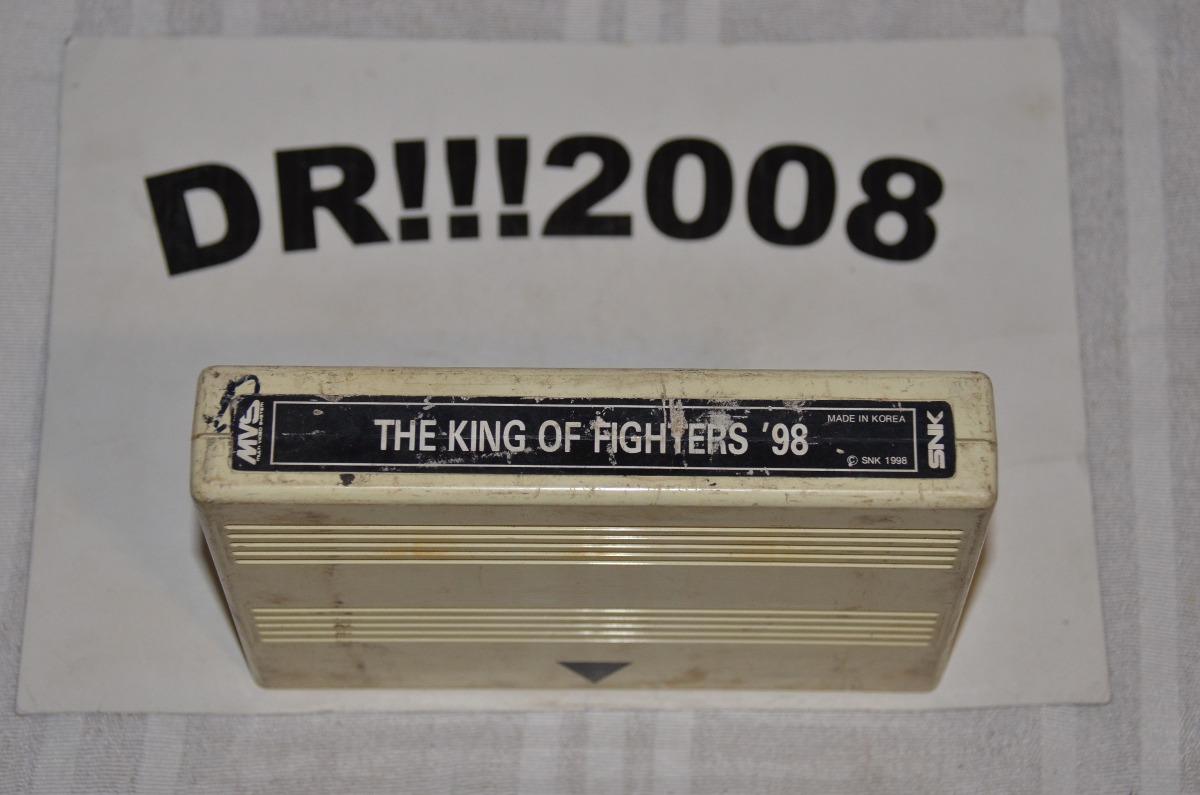 DR!!!2008
MVS
THE KING OF FIGHTERS '98
MADE IN KOREA
© SNK 1998
SNK